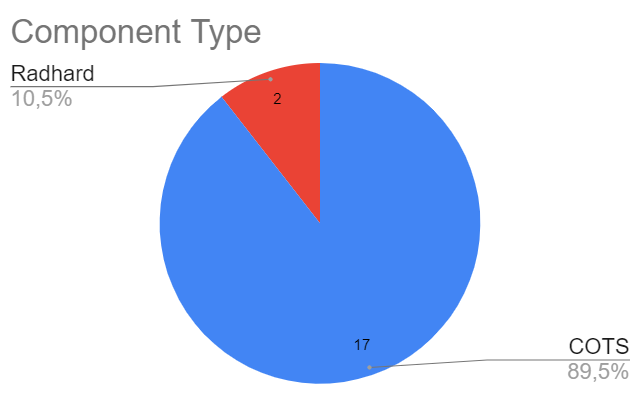 Component Type
Radhard
10,5%
2
17
COTS
89,5%